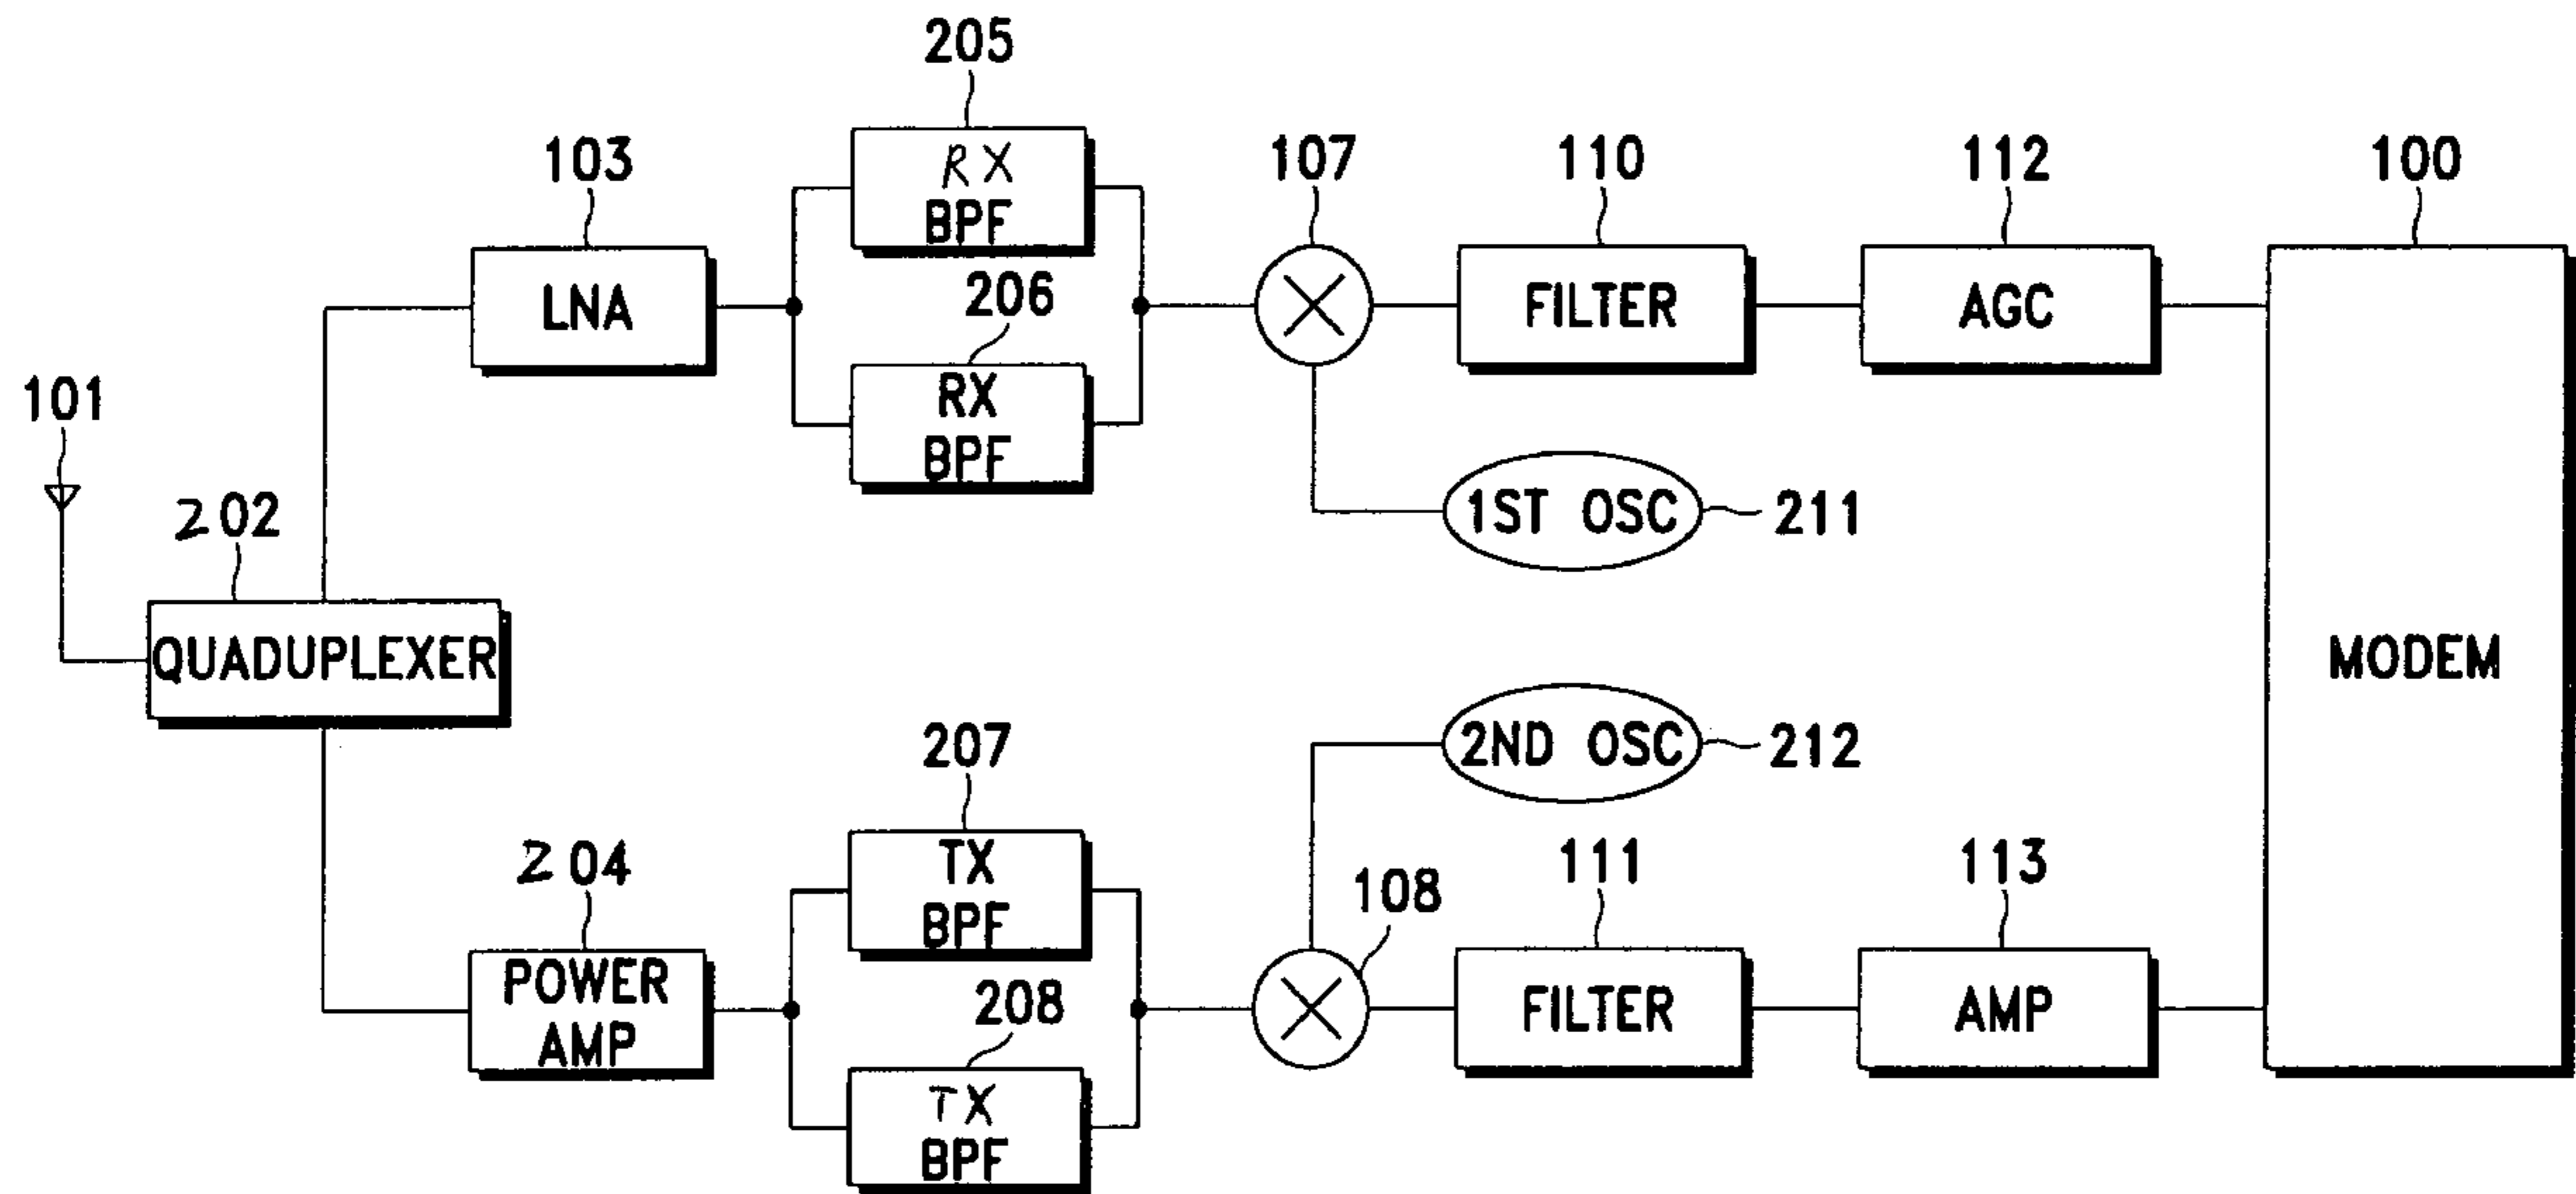 205
103
RX
BPF
107
110
112
100
LNA
206
FILTER
AGC
RX
BPF
101
202
1ST OSC
211
QUADUPLEXER
MODEM
207
2ND OSC
212
204
TX
BPF
108
111
113
POWER
AMP
208
FILTER
AMP
TX
BPF